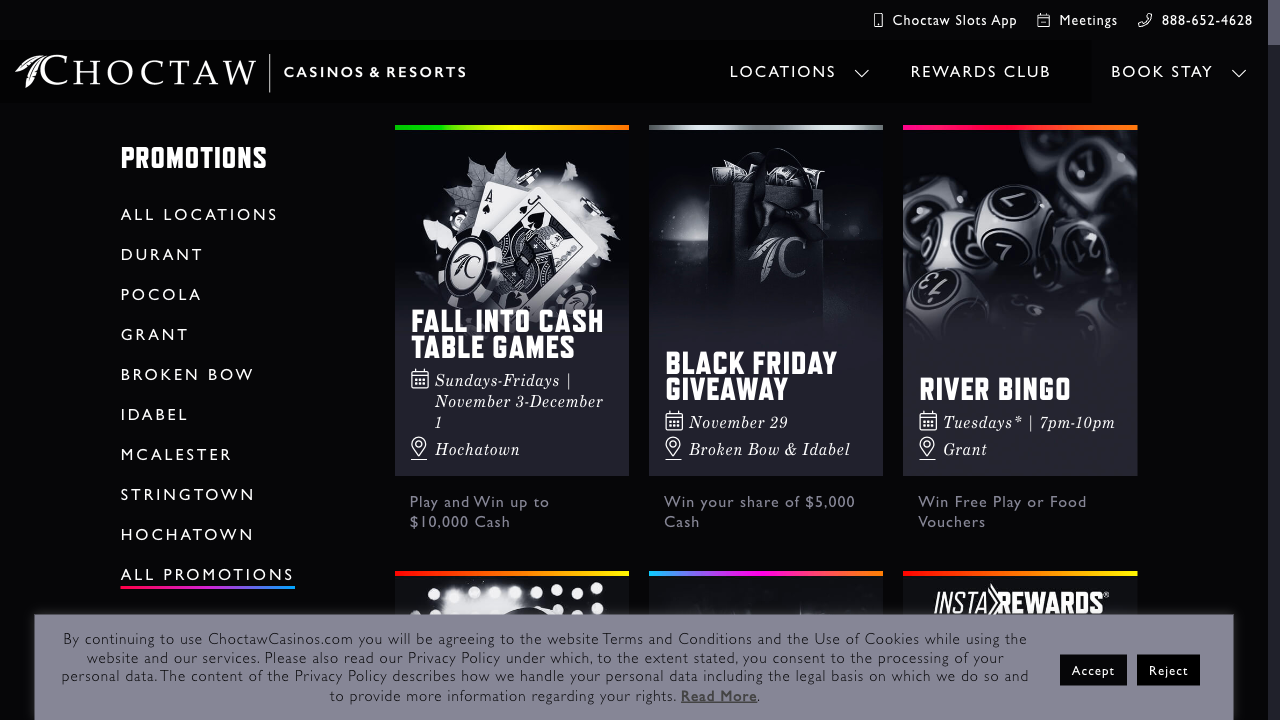 Choctaw Slots App
Meetings
888-652-4628
CHOCTAW
CASINOS & RESORTS
LOCATIONS
REWARDS CLUB
BOOK STAY
PROMOTIONS
ALL LOCATIONS
DURANT
POCOLA
GRANT
BROKEN BOW
IDABEL
MCALESTER
STRINGTOWN
HOCHATOWN
ALL PROMOTIONS
A
J
C
FALL INTO CASH
TABLE GAMES
Sundays-Fridays |
November 3-December
1
Hochatown
Play and Win up to
$10,000 Cash
C
BLACK FRIDAY
GIVEAWAY
November 29
Broken Bow & Idabel
Win your share of $5,000
Cash
7
21
13
7
RIVER BINGO
Tuesdays* | 7pm-10pm
Grant
Win Free Play or Food
Vouchers
INSTA REWARDS®
By continuing to use ChoctawCasinos.com you will be agreeing to the website Terms and Conditions and the Use of Cookies while using the
website and our services. Please also read our Privacy Policy under which, to the extent stated, you consent to the processing of your
personal data. The content of the Privacy Policy describes how we handle your personal data including the legal basis on which we do so and
to provide more information regarding your rights. Read More.
Accept
Reject